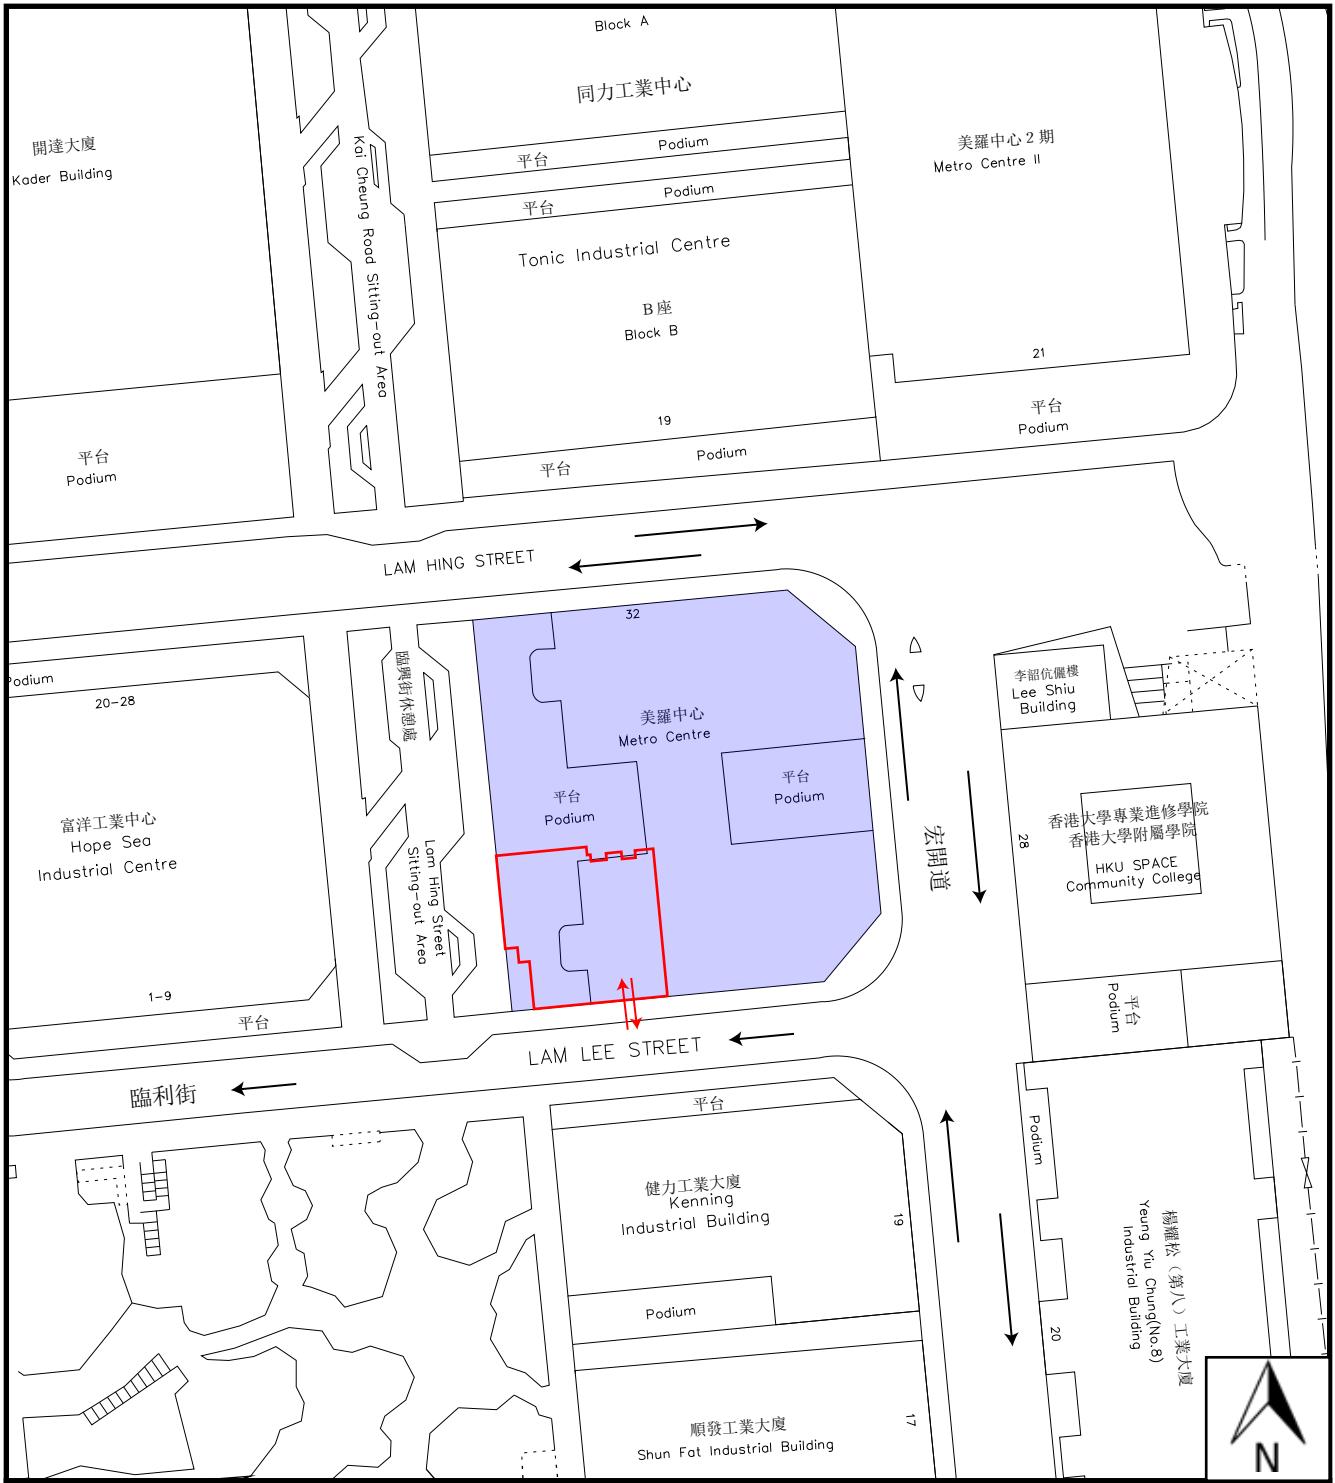 Block A
同力工業中心
開達大廈
Kader Building
平台
Podium
Kai Cheung Road Sitting-out Area
平台 Podium
平台 Podium
Tonic Industrial Centre
B座
Block B
19
平台 Podium
美羅中心2期
Metro Centre II
21
平台
Podium
LAM HING STREET
Podium
20-28
富洋工業中心
Hope Sea
Industrial Centre
1-9
平台
臨興街休憩處
Lam Hing Street
Sitting-out Area
32
美羅中心
Metro Centre
平台
Podium
平台
Podium
宏開道
李韶伉儷樓
Lee Shiu
Building
28
香港大學專業進修學院
香港大學附屬學院
HKU SPACE
Community College
平台
Podium
LAM LEE STREET
臨利街
平台
健力工業大廈
Kenning
Industrial Building
19
Podium
Podium
楊耀松（第八）工業大廈
Yeung Yiu Chung(No.8)
Industrial Building
20
順發工業大廈
Shun Fat Industrial Building
17
N